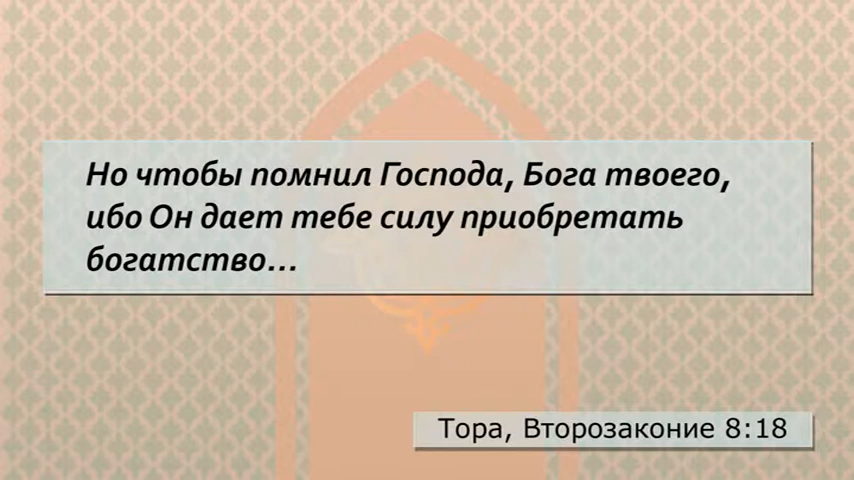 Но чтобы помнил Господа, Бога твоего,
ибо Он дает тебе силу приобретать
богатство...
Тора, Второзаконие 8:18